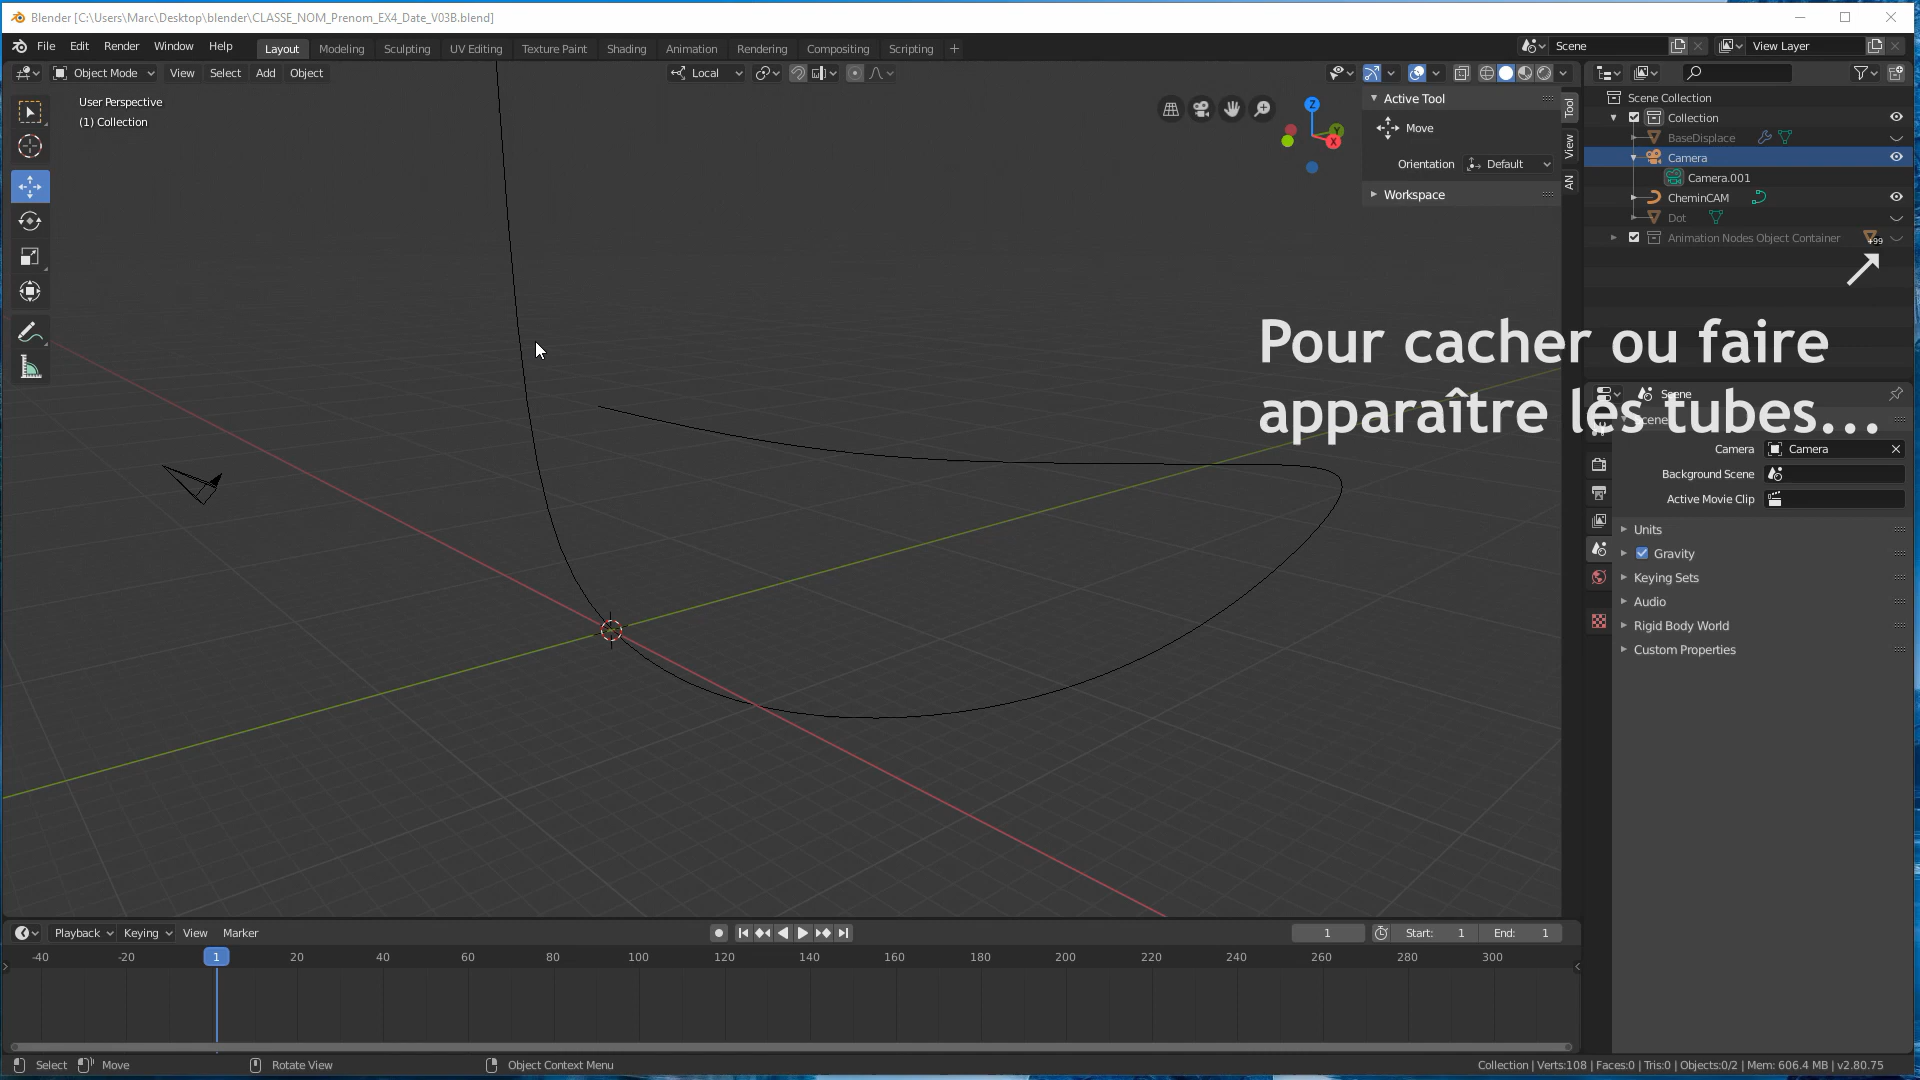 Blender [C:\Users\Marc\Desktop\blender\CLASSE_NOM_Prenom_EX4_Date_V03B.blend]
File Edit Render Window Help Layout Modeling Sculpting UV Editing Texture Paint Shading Animation Rendering Compositing Scripting + Scene View Layer
Object Mode View Select Add Object Local
User Perspective
(1) Collection
Z
Y
X
Active Tool
Move
Orientation Default
Workspace
Tool
View
AN
Scene Collection
Collection
BaseDisplace
Camera
Camera.001
CheminCAM
Dot
Animation Nodes Object Container +99
Pour cacher ou faire
apparaître les tubes...
Scene
Scene
Camera Camera
Background Scene
Active Movie Clip
Units
Gravity
Keying Sets
Audio
Rigid Body World
Custom Properties
Playback Keying View Marker 1 Start: 1 End: 1
-40 -20 1 20 40 60 80 100 120 140 160 180 200 220 240 260 280 300
Select Move Rotate View Object Context Menu Collection | Verts:108 | Faces:0 | Tris:0 | Objects:0/2 | Mem: 606.4 MB | v2.80.75